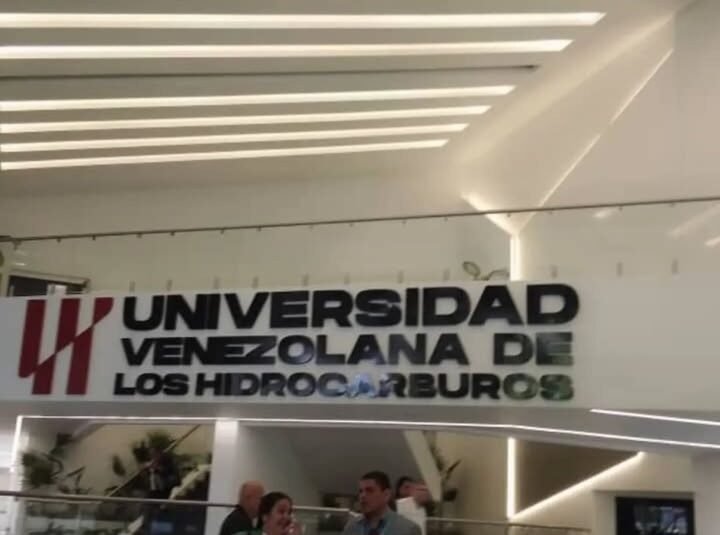 UNIVERSIDAD
VENEZOLANA DE
LOS HIDROCARBUROS